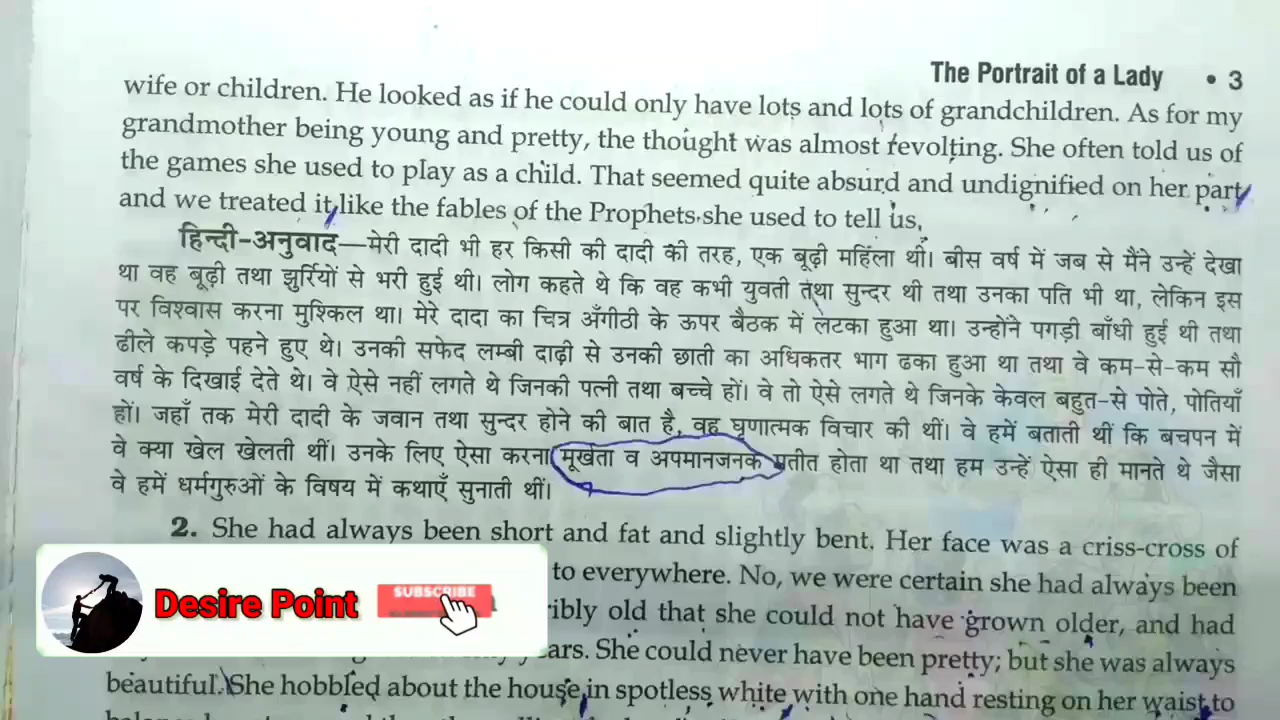 The Portrait of a Lady • 3
wife or children. He looked as if he could only have lots and lots of grandchildren. As for my
grandmother being young and pretty, the thought was almost revolting. She often told us of
the games she used to play as a child. That seemed quite absurd and undignified on her part
and we treated it like the fables of the Prophets she used to tell us.
हिन्दी-अनुवाद—मेरी दादी भी हर किसी की दादी की तरह, एक बूढ़ी महिला थी। बीस वर्ष में जब से मैंने उन्हें देखा
था वह बूढ़ी तथा झुर्रियों से भरी हुई थी। लोग कहते थे कि वह कभी युवती तथा सुन्दर थी तथा उनका पति भी था, लेकिन इस
पर विश्वास करना मुश्किल था। मेरे दादा का चित्र अँगीठी के ऊपर बैठक में लटका हुआ था। उन्होंने पगड़ी बाँधी हुई थी तथा
ढीले कपड़े पहने हुए थे। उनकी सफेद लम्बी दाढ़ी से उनकी छाती का अधिकतर भाग ढका हुआ था तथा वे कम-से-कम सौ
वर्ष के दिखाई देते थे। वे ऐसे नहीं लगते थे जिनकी पत्नी तथा बच्चे हों। वे तो ऐसे लगते थे जिनके केवल बहुत-से पोते, पोतियाँ
हों। जहाँ तक मेरी दादी के जवान तथा सुन्दर होने की बात है, वह घृणात्मक विचार की थीं। वे हमें बताती थीं कि बचपन में
वे क्या खेल खेलती थीं। उनके लिए ऐसा करना मूर्खता व अपमानजनक प्रतीत होता था तथा हम उन्हें ऐसा ही मानते थे जैसा
वे हमें धर्मगुरुओं के विषय में कथाएँ सुनाती थीं।
2. She had always been short and fat and slightly bent. Her face was a criss-cross of
to everywhere. No, we were certain she had always been
ribly old that she could not have grown older, and had
ears. She could never have been pretty; but she was always
beautiful. She hobbled about the house in spotless white with one hand resting on her waist to
Desire Point
SUBSCRIBE